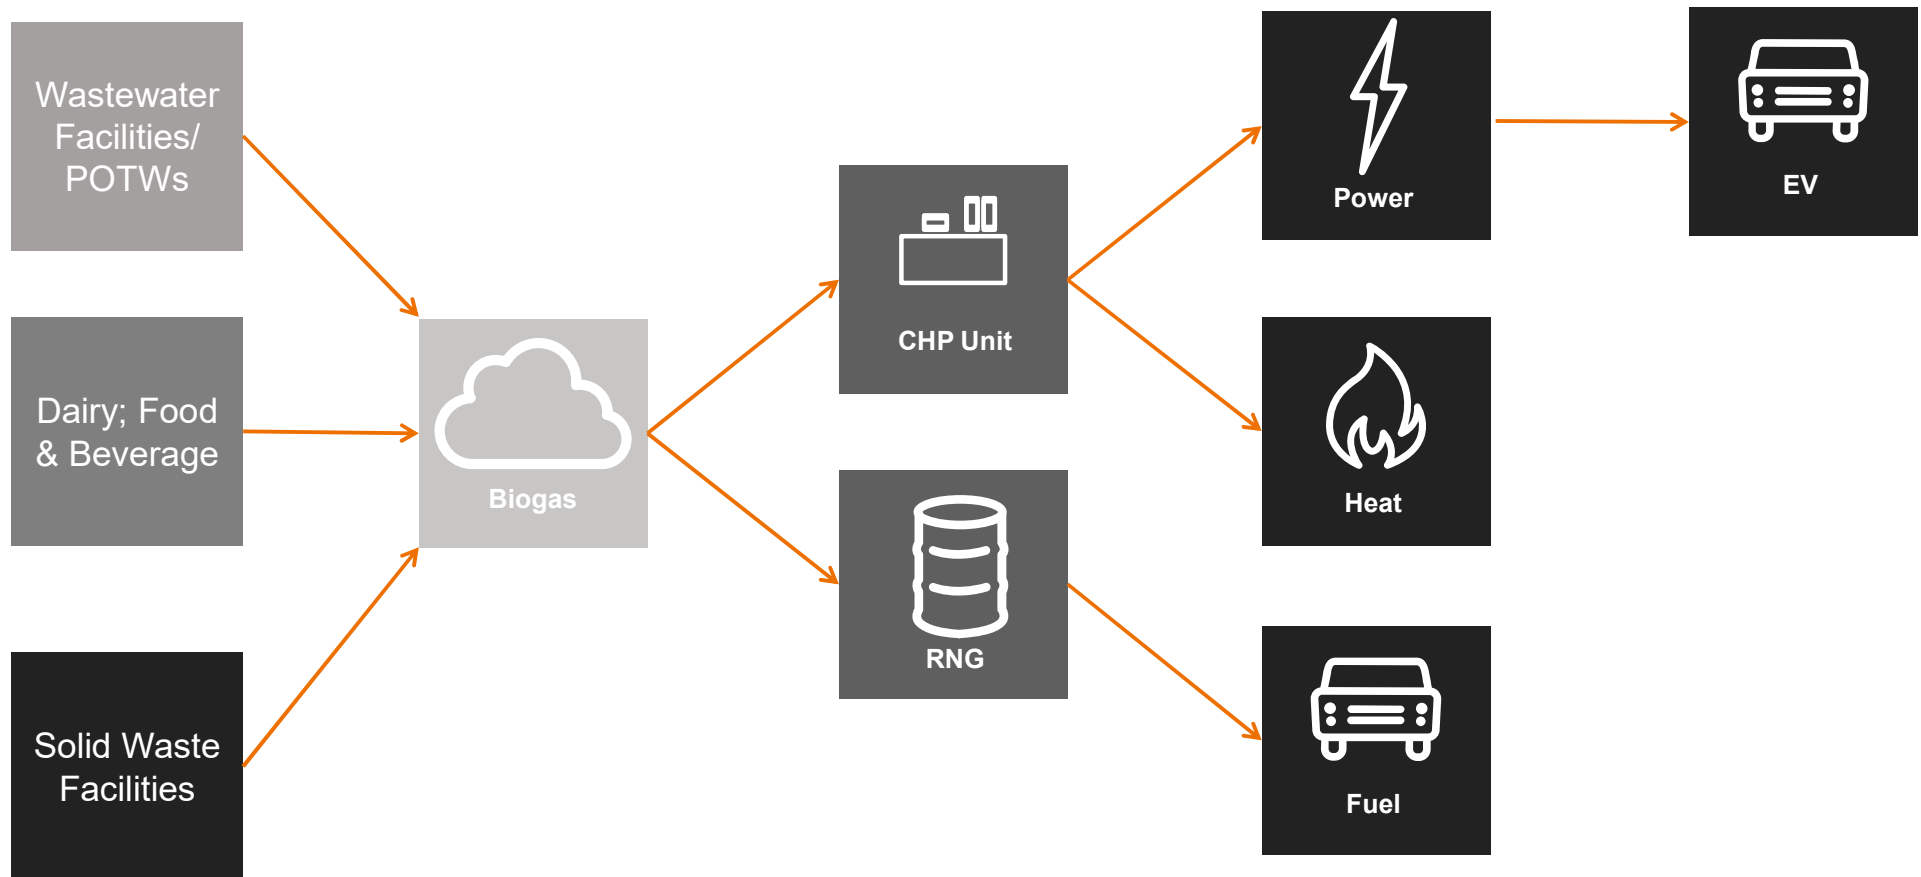 Wastewater
Facilities/
POTWs
Dairy; Food
& Beverage
Solid Waste
Facilities
Biogas
CHP Unit
RNG
Power
Heat
Fuel
EV